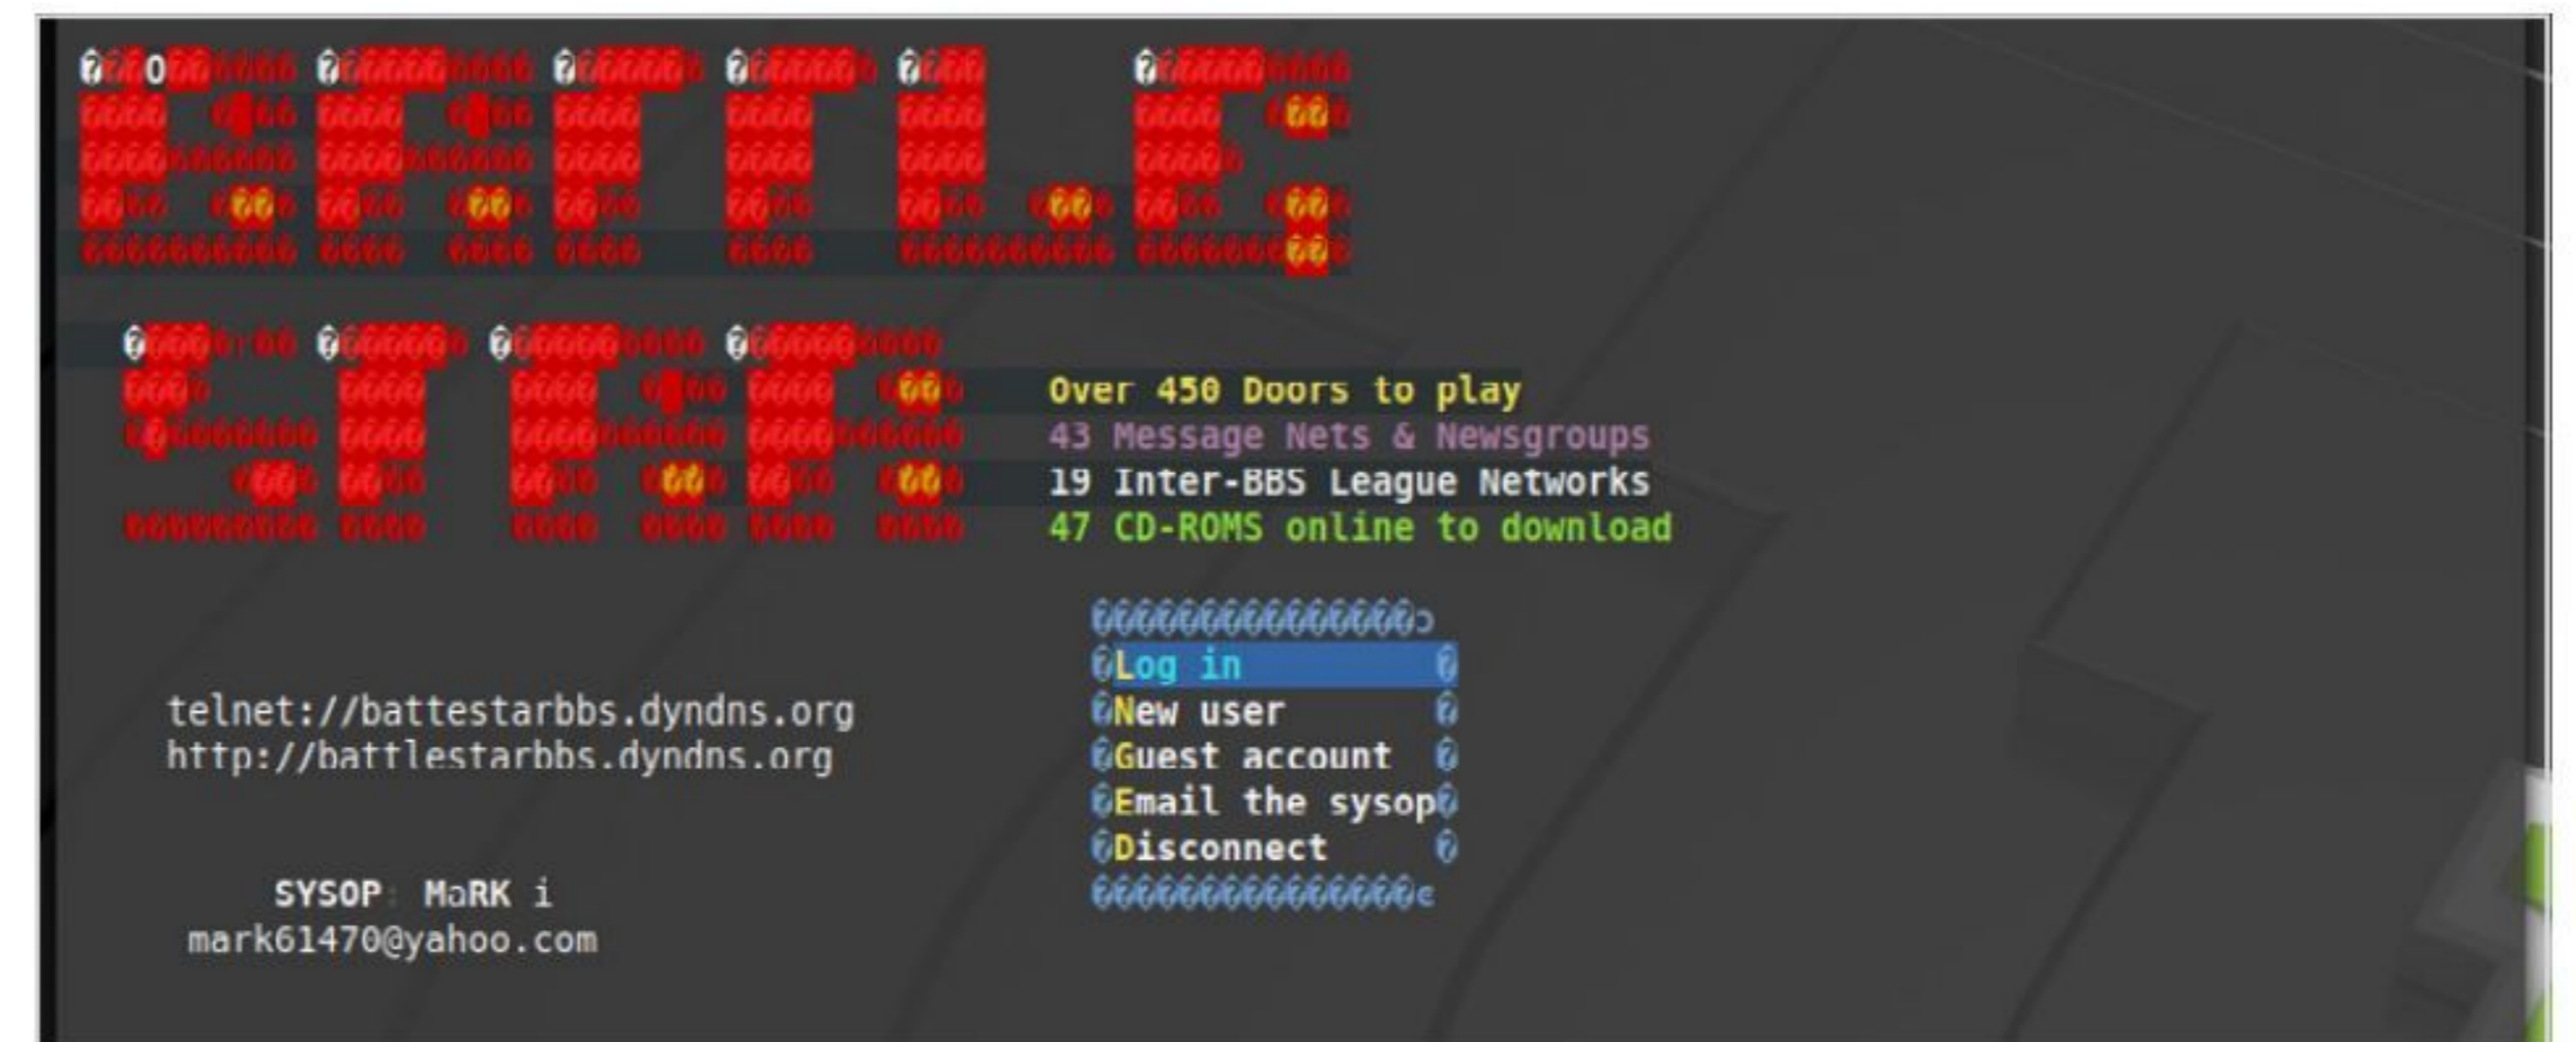 BATTLE
STAR
Over 450 Doors to play
43 Message Nets & Newsgroups
19 Inter-BBS League Networks
47 CD-ROMS online to download
Log in
New user
Guest account
Email the sysop
Disconnect
telnet://battestarbbs.dyndns.org
http://battlestarbbs.dyndns.org
SYSOP: MaRK i
mark61470@yahoo.com